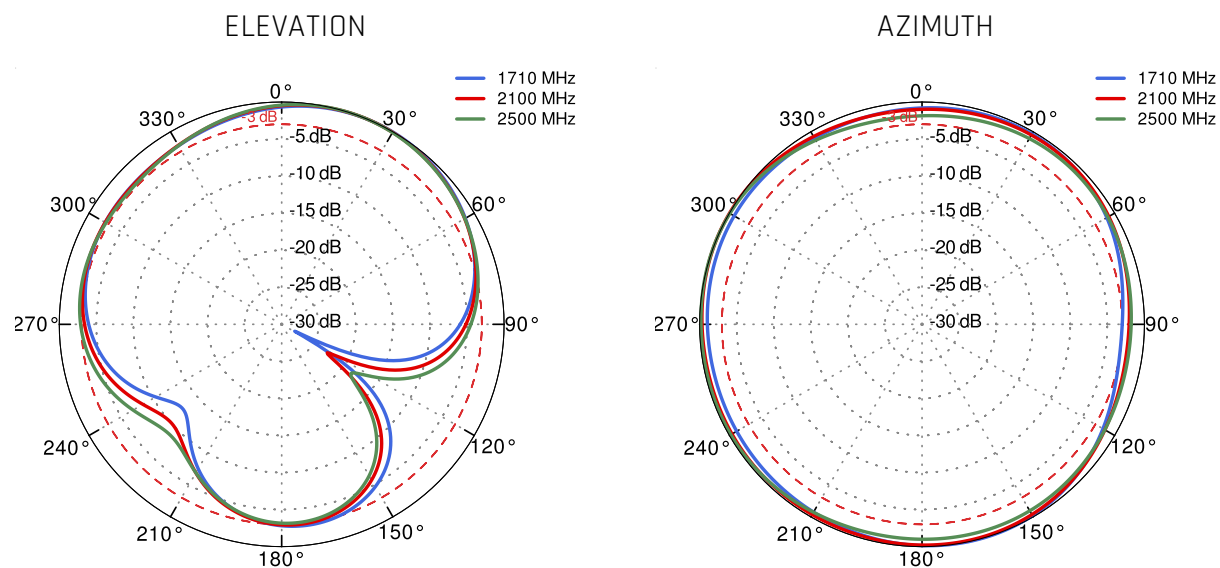 ELEVATION
1710 MHz
2100 MHz
2500 MHz
0°
30°
60°
90°
120°
150°
180°
210°
240°
270°
300°
330°
-3 dB
-5 dB
-10 dB
-15 dB
-20 dB
-25 dB
-30 dB
AZIMUTH
1710 MHz
2100 MHz
2500 MHz
0°
30°
60°
90°
120°
150°
180°
210°
240°
270°
300°
330°
-3 dB
-5 dB
-10 dB
-15 dB
-20 dB
-25 dB
-30 dB